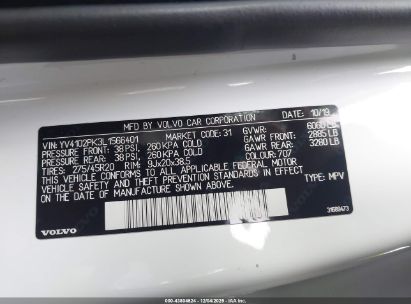 MFD. BY VOLVO CAR CORPORATION DATE: 10/19
VIN: YV4102PK3L1566401 MARKET CODE: 31 GVWR: 6060 LB
PRESSURE FRONT: 38 PSI, 260 KPA COLD GAWR FRONT: 2885 LB
PRESSURE REAR: 38 PSI, 260 KPA COLD GAWR REAR: 3280 LB
TIRES: 275/45R20 RIM: 9Jx20x38.5 COLOUR: 707
THIS VEHICLE CONFORMS TO ALL APPLICABLE FEDERAL MOTOR
VEHICLE SAFETY AND THEFT PREVENTION STANDARDS
IN EFFECT ON THE DATE OF MANUFACTURE SHOWN ABOVE. TYPE: MPV
VOLVO